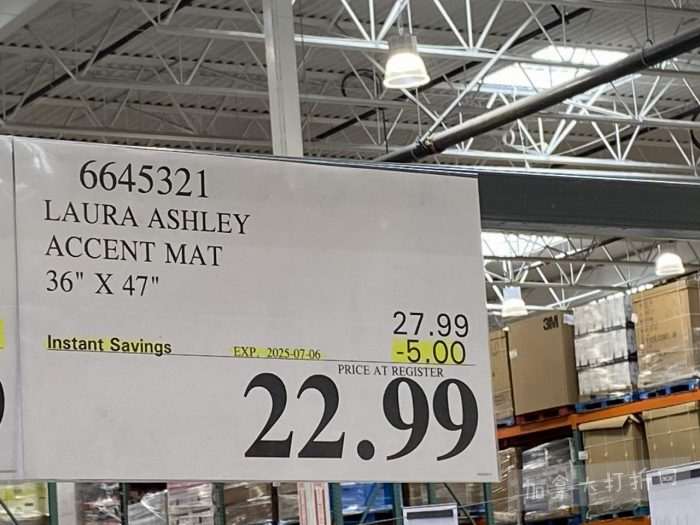 6645321
LAURA ASHLEY
ACCENT MAT
36" X 47"
27.99
Instant Savings EXP. 2025-07-06 -5.00
PRICE AT REGISTER
22.99
3M
加拿大打折